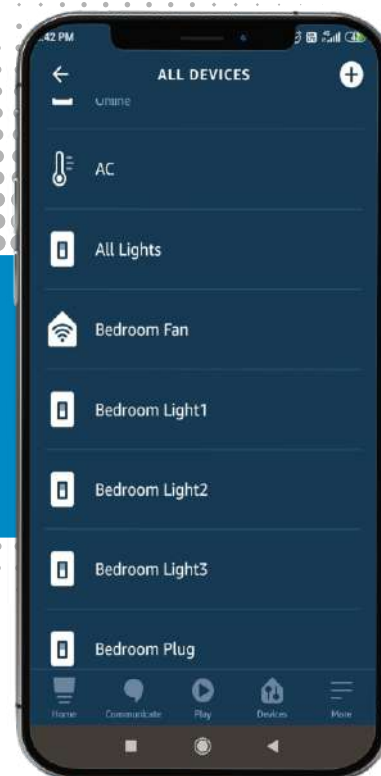 :42 PM
ALL DEVICES
Online
AC
All Lights
Bedroom Fan
Bedroom Light1
Bedroom Light2
Bedroom Light3
Bedroom Plug
Home Communicate Play Devices More